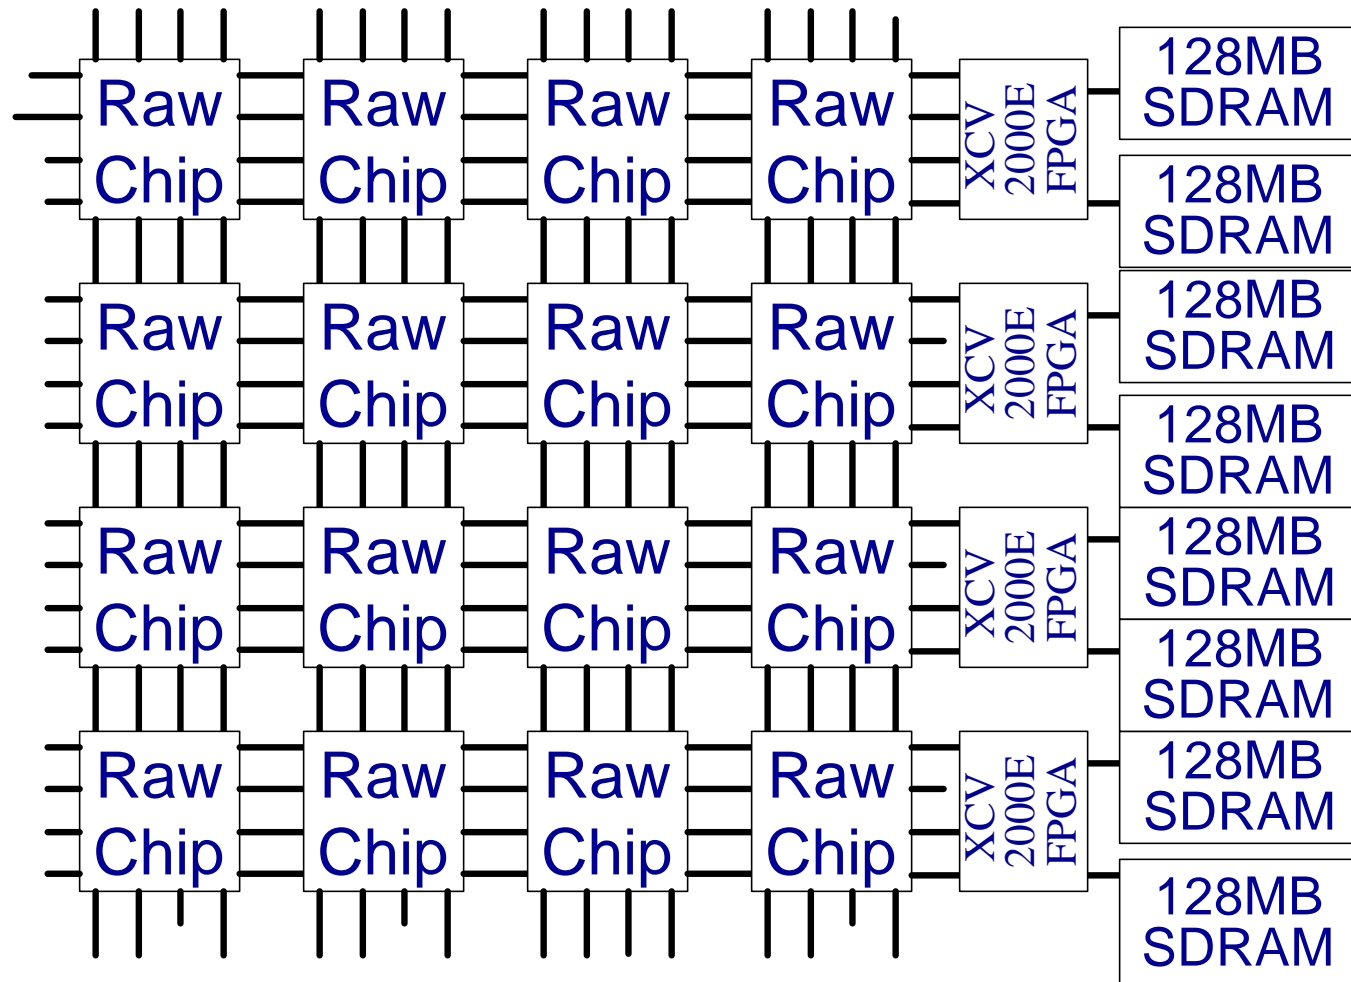 Raw
Chip
Raw
Chip
Raw
Chip
Raw
Chip
XCV
2000E
FPGA
128MB
SDRAM
128MB
SDRAM
Raw
Chip
Raw
Chip
Raw
Chip
Raw
Chip
XCV
2000E
FPGA
128MB
SDRAM
128MB
SDRAM
Raw
Chip
Raw
Chip
Raw
Chip
Raw
Chip
XCV
2000E
FPGA
128MB
SDRAM
128MB
SDRAM
Raw
Chip
Raw
Chip
Raw
Chip
Raw
Chip
XCV
2000E
FPGA
128MB
SDRAM
128MB
SDRAM